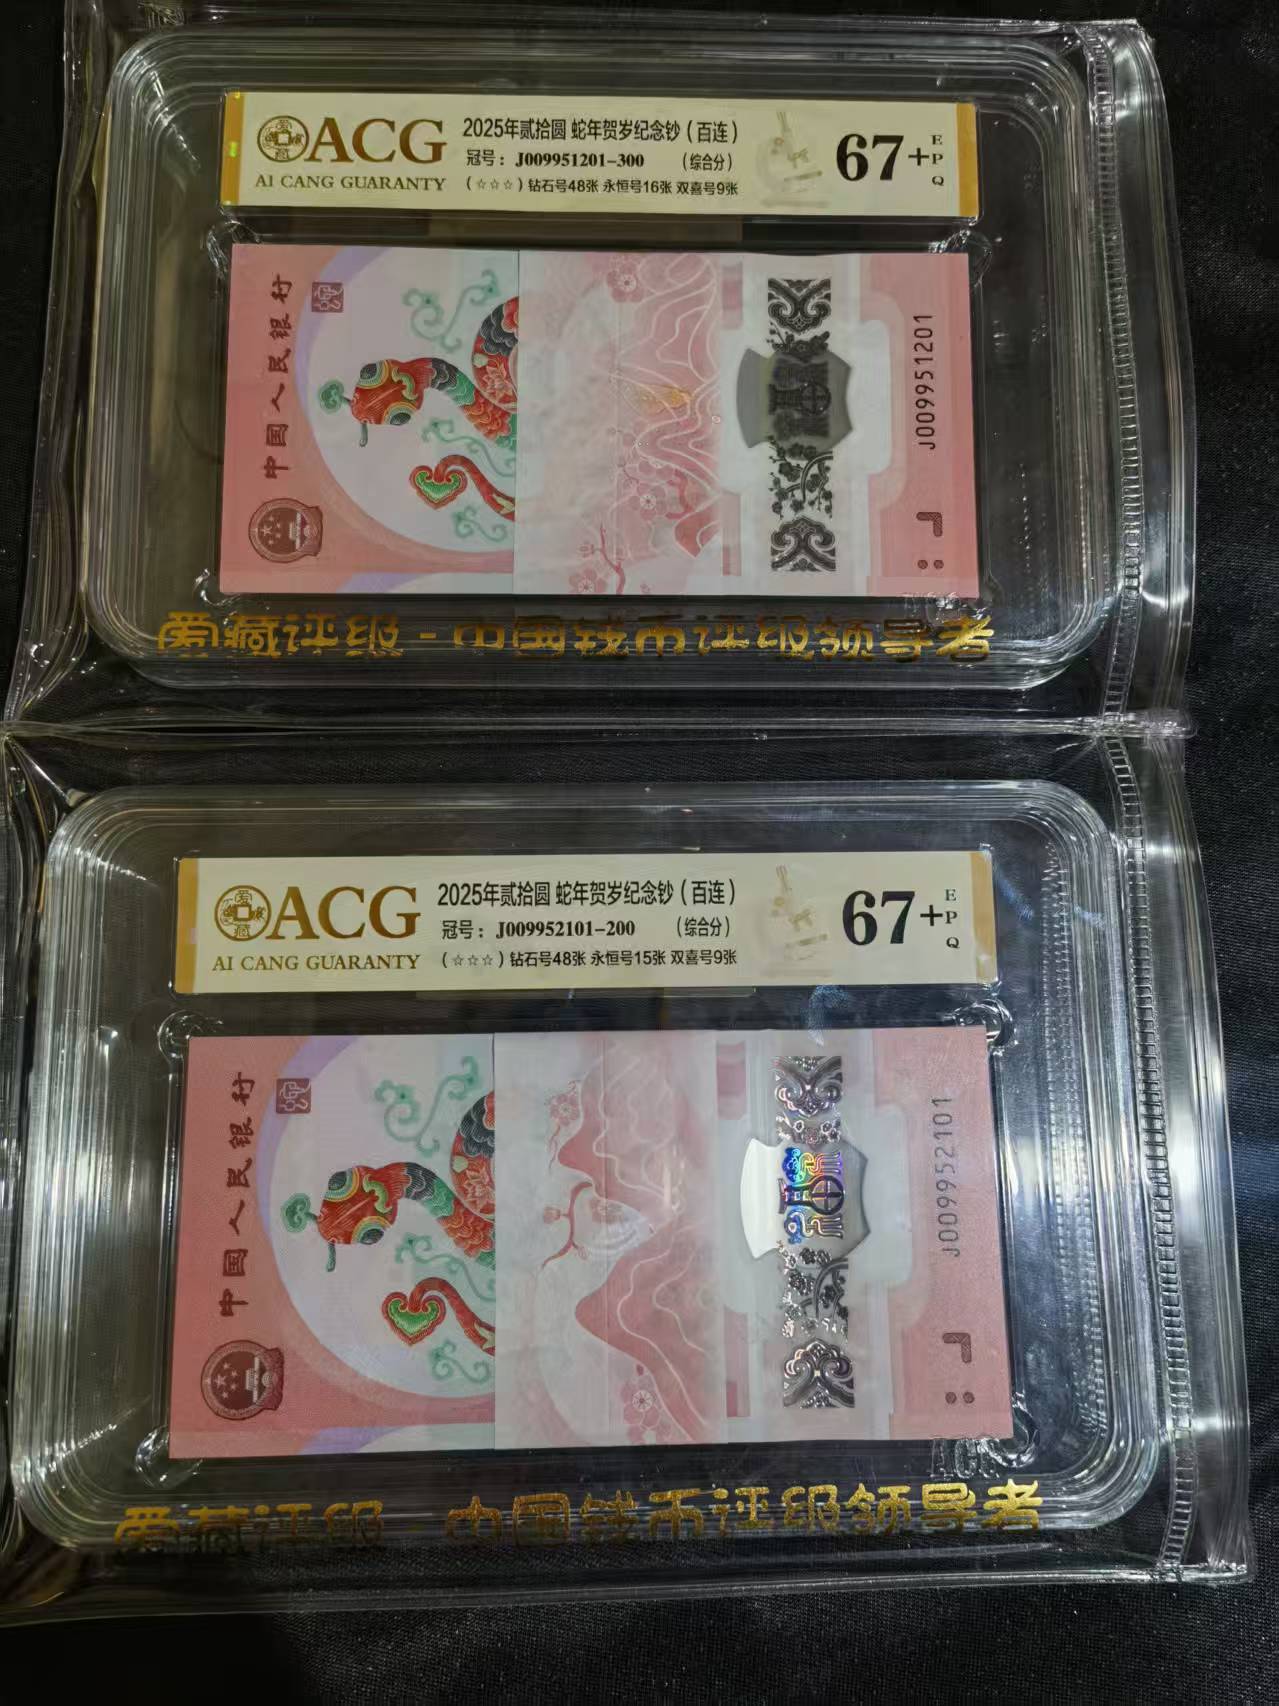 ACG
AI CANG GUARANTY
2025年贰拾圆 蛇年贺岁纪念钞（百连）
冠号：J009951201-300 （综合分）
（☆☆☆）钻石号48张 永恒号16张 双喜号9张
67+
EPQ
中国人民银行
J009951201
爱藏评级-中国钱币评级领导者
ACG
AI CANG GUARANTY
2025年贰拾圆 蛇年贺岁纪念钞（百连）
冠号：J009952101-200 （综合分）
（☆☆☆）钻石号48张 永恒号15张 双喜号9张
67+
EPQ
中国人民银行
福
J009952101
ACG
爱藏评级-中国钱币评级领导者